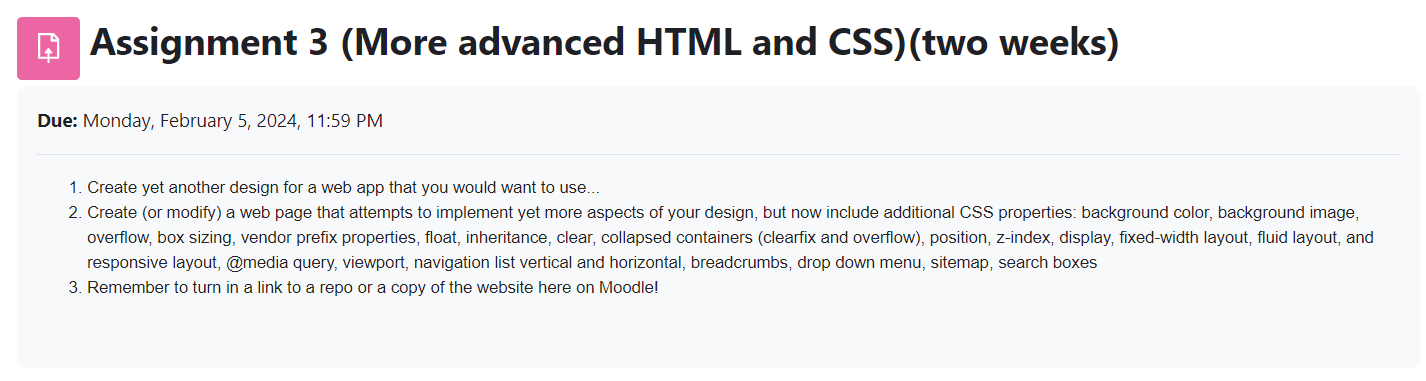 Assignment 3 (More advanced HTML and CSS)(two weeks)
Due: Monday, February 5, 2024, 11:59 PM
1. Create yet another design for a web app that you would want to use...
2. Create (or modify) a web page that attempts to implement yet more aspects of your design, but now include additional CSS properties: background color, background image,
overflow, box sizing, vendor prefix properties, float, inheritance, clear, collapsed containers (clearfix and overflow), position, z-index, display, fixed-width layout, fluid layout, and
responsive layout, @media query, viewport, navigation list vertical and horizontal, breadcrumbs, drop down menu, sitemap, search boxes
3. Remember to turn in a link to a repo or a copy of the website here on Moodle!